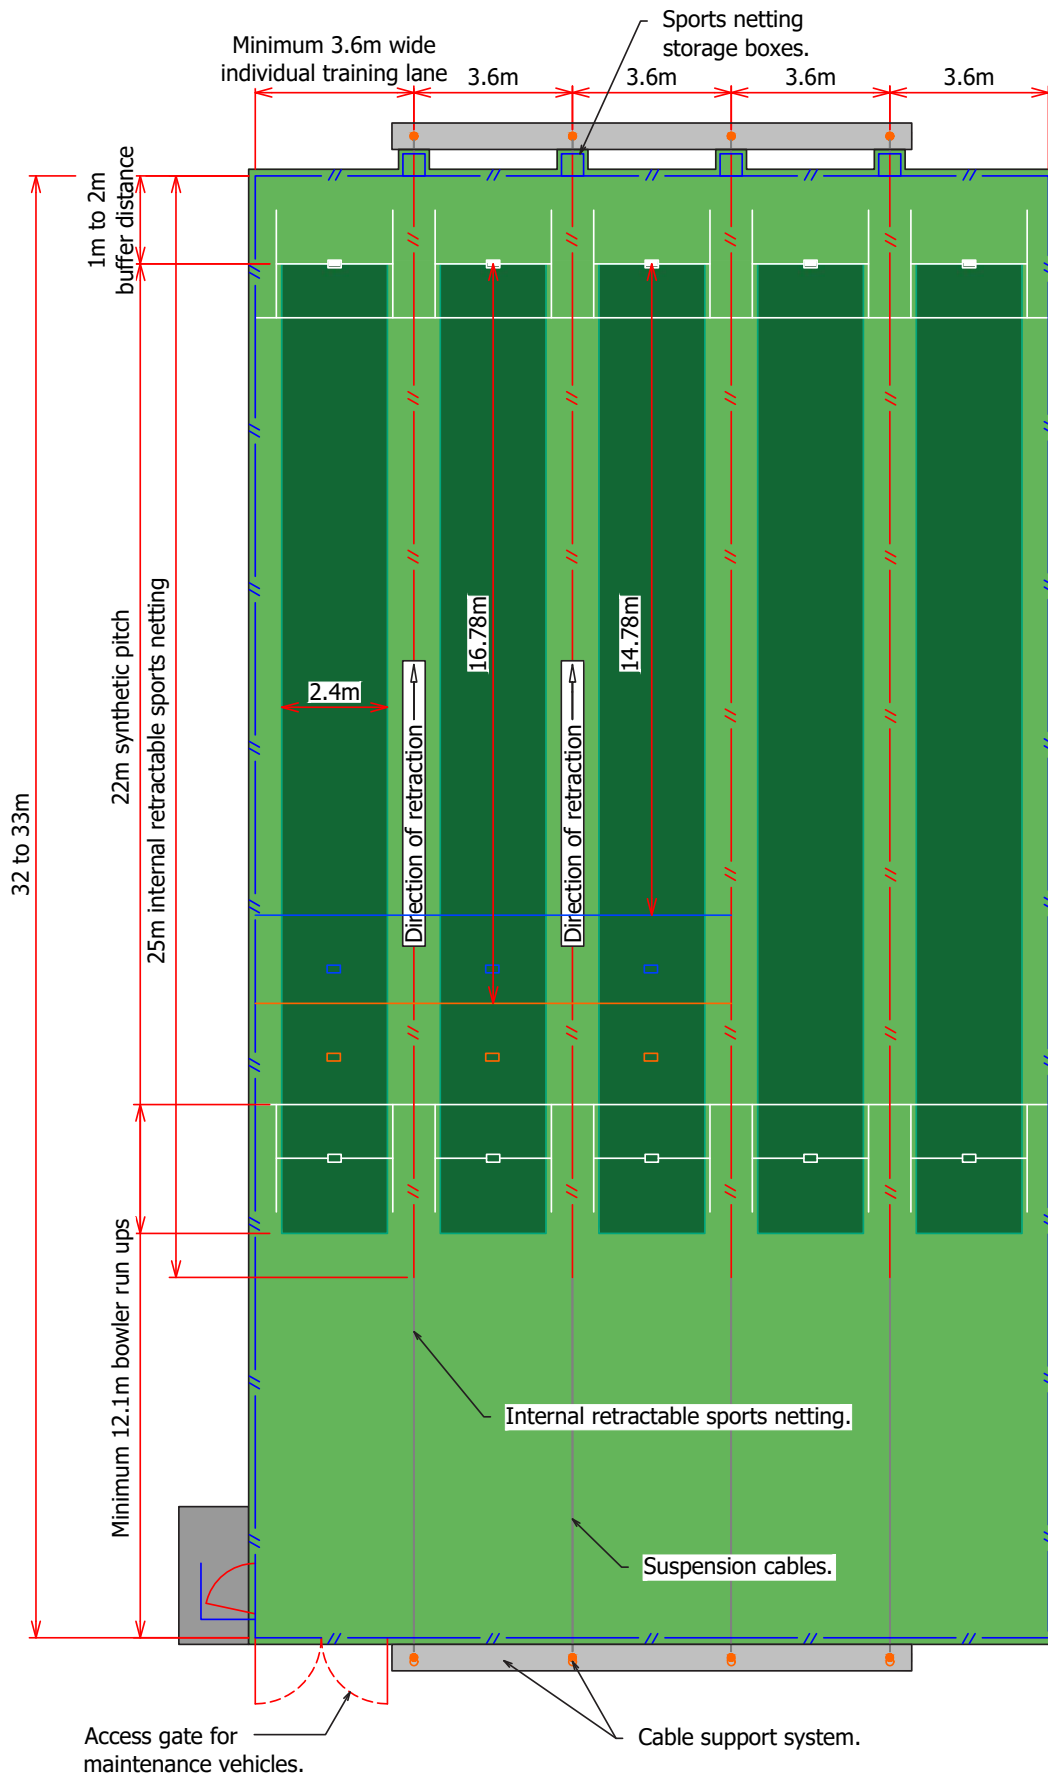 Sports netting
storage boxes.
Minimum 3.6m wide
individual training lane
3.6m
3.6m
3.6m
3.6m
1m to 2m
buffer distance
22m synthetic pitch
25m internal retractable sports netting
32 to 33m
16.78m
14.78m
2.4m
Direction of retraction
Direction of retraction
Minimum 12.1m bowler run ups
Internal retractable sports netting.
Suspension cables.
Access gate for
maintenance vehicles.
Cable support system.